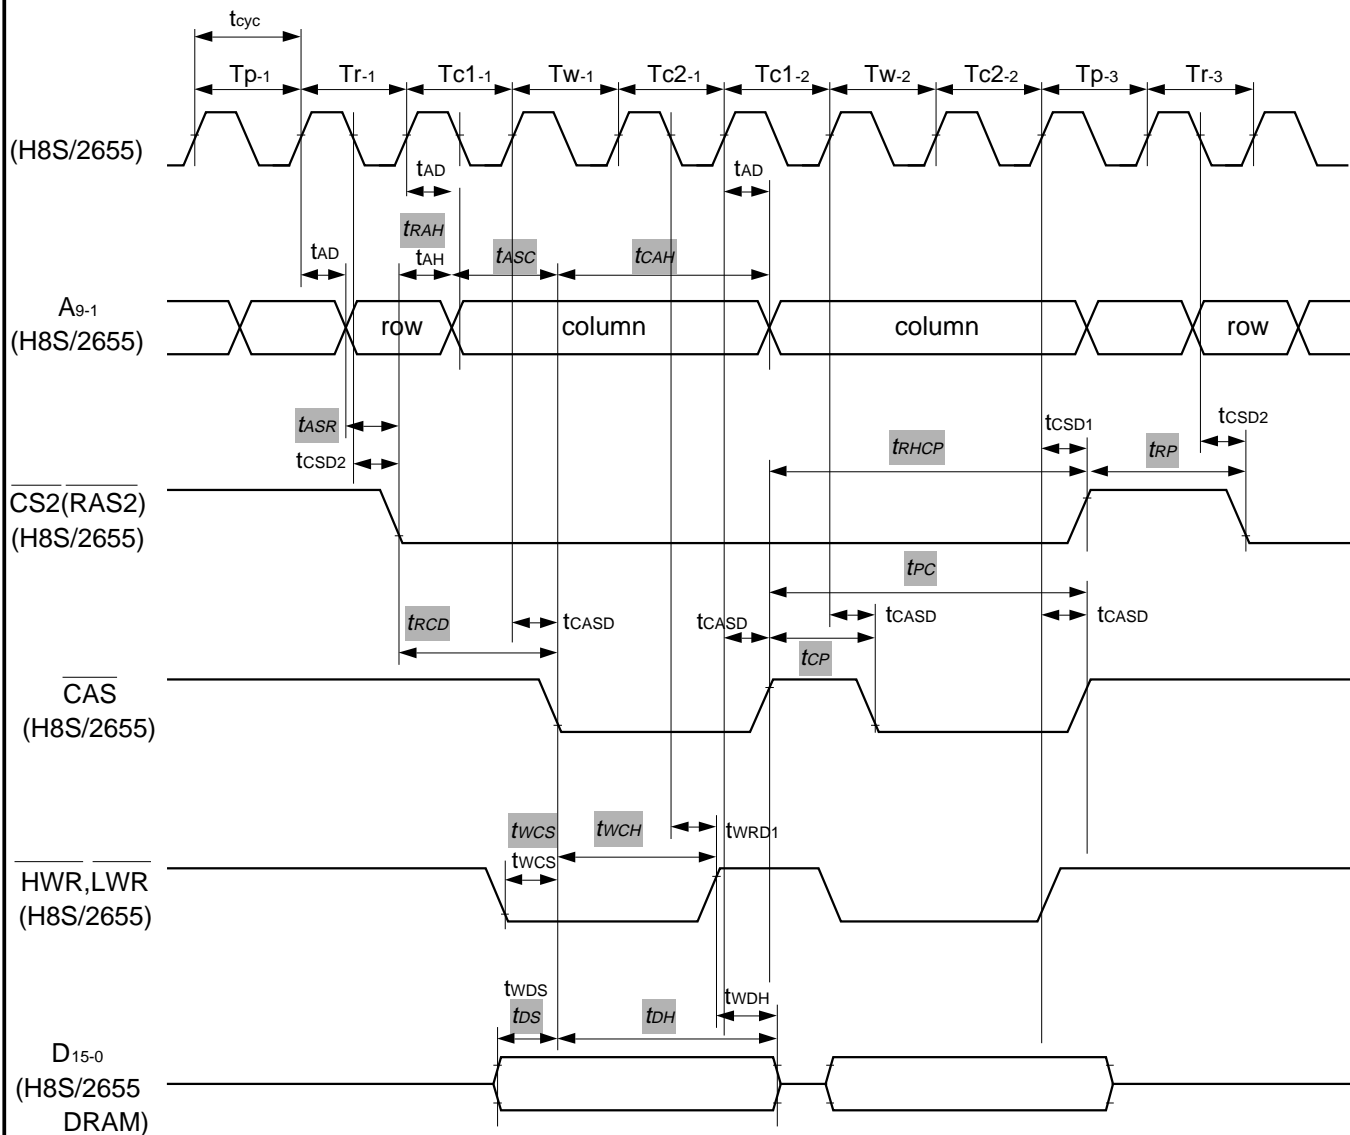 tcyc
Tp-1 Tr-1 Tc1-1 Tw-1 Tc2-1 Tc1-2 Tw-2 Tc2-2 Tp-3 Tr-3
(H8S/2655)
tAD tAD
tRAH
tAD tAH tASC tCAH
A9-1
(H8S/2655)
row column column row
tASR
tCSD2
tRHCP tCSD1 tRP tCSD2
CS2(RAS2)
(H8S/2655)
tPC
tRCD tCASD tCASD tCASD tCASD
tCP
CAS
(H8S/2655)
tWCS tWCH tWRD1
tWCS
HWR,LWR
(H8S/2655)
tWDS tWDH
tDS tDH
D15-0
(H8S/2655
DRAM)